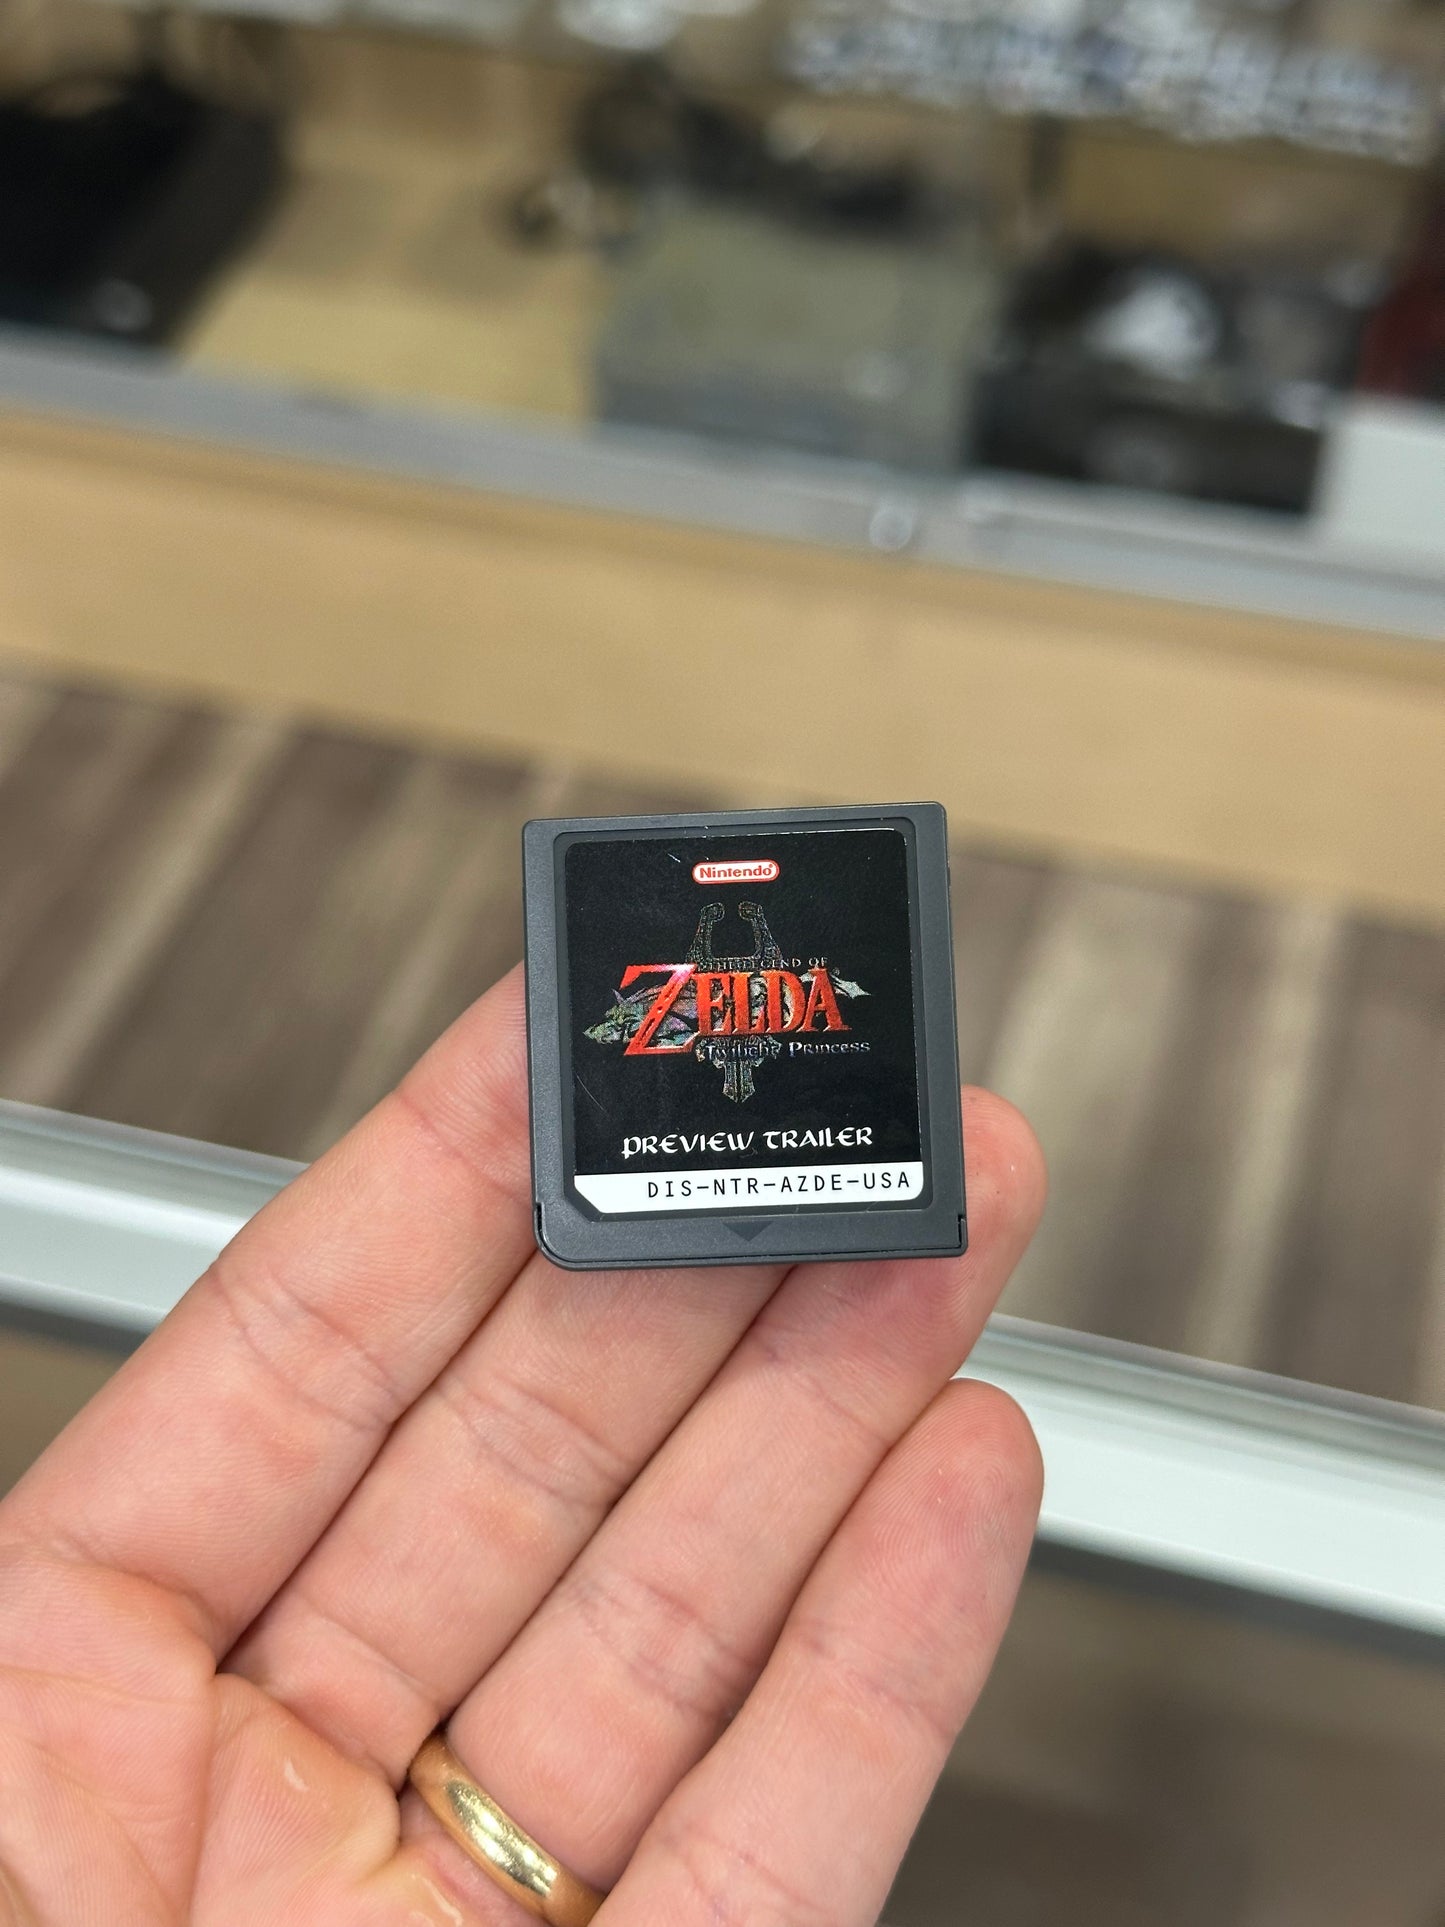 Nintendo®
THE LEGEND OF
ZELDA
Twilight Princess
PREVIEW TRAILER
DIS-NTR-AZDE-USA